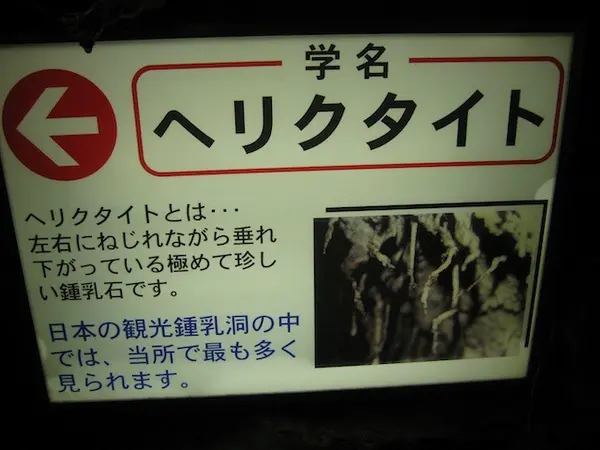 学名
ヘリクタイト
ヘリクタイトとは･･･
左右にねじれながら垂れ
下がっている極めて珍し
い鍾乳石です。
日本の観光鍾乳洞の中
では、当所で最も多く
見られます。